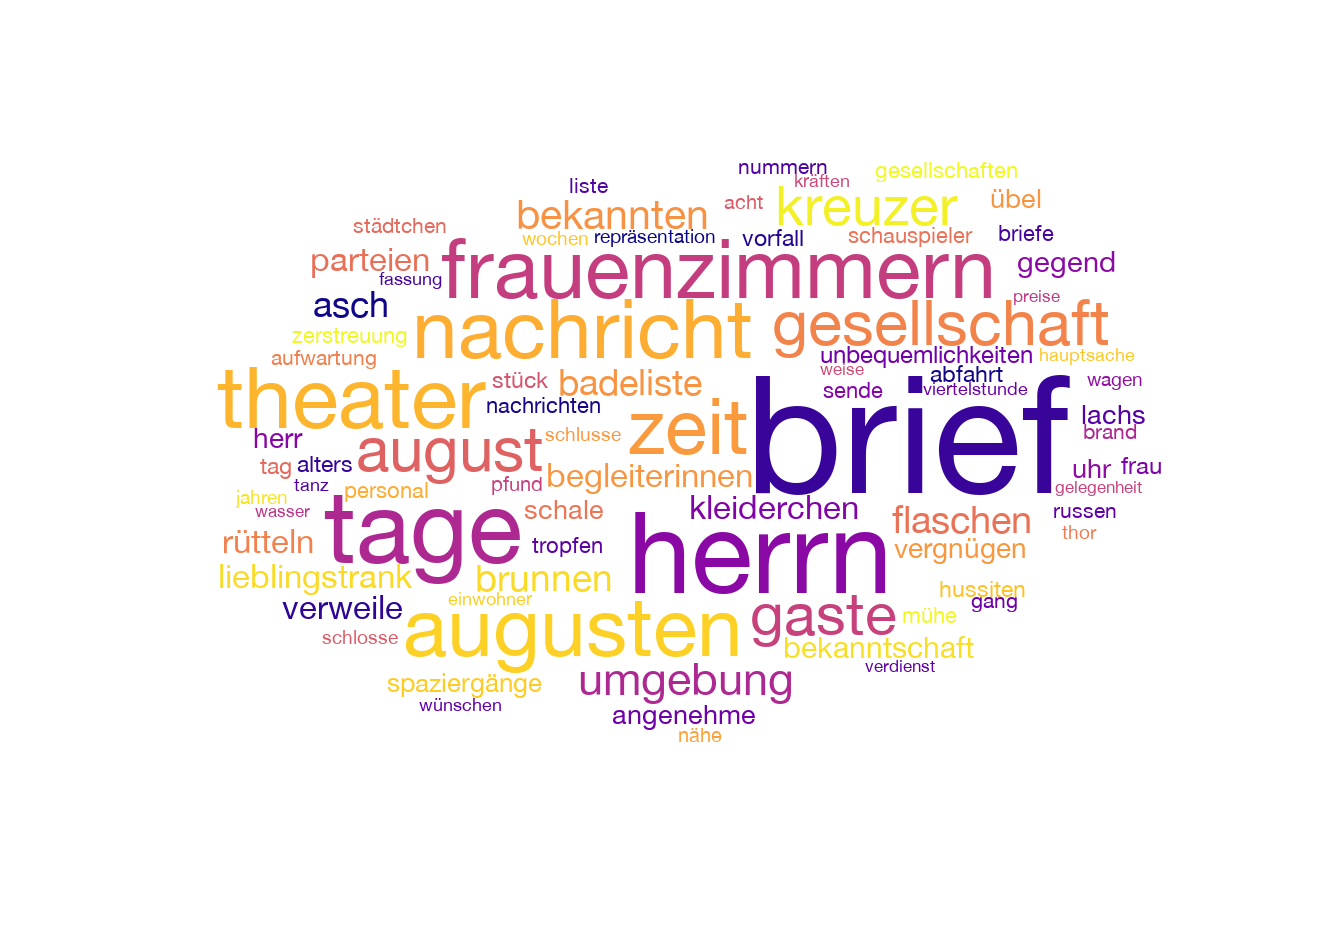 nummern gesellschaften
kräften
liste
acht kreuzer übel
bekannten
städtchen
wochen repräsentation vorfall schauspieler briefe
parteien frauenzimmern gegend
fassung
asch preise
zerstreuung nachricht gesellschaft
aufwartung unbequemlichkeiten hauptsache
weise abfahrt
theater stück badeliste sende viertelstunde wagen
nachrichten zeit brief lachs
herr august schlusse brand
tag alters begleiterinnen uhr frau
tanz personal pfund gelegenheit
jahren
wasser schale kleiderchen flaschen russen
rütteln tage tropfen herrn vergnügen thor
lieblingstrank brunnen
hussiten
verweile einwohner gang
schlosse augusten gaste mühe
bekanntschaft
verdienst
spaziergänge umgebung
wünschen angenehme
nähe